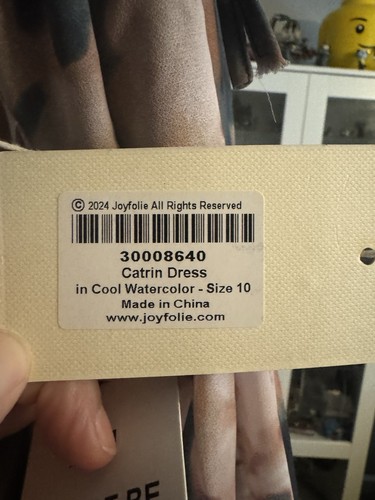 © 2024 Joyfolie All Rights Reserved
30008640
Catrin Dress
in Cool Watercolor - Size 10
Made in China
www.joyfolie.com